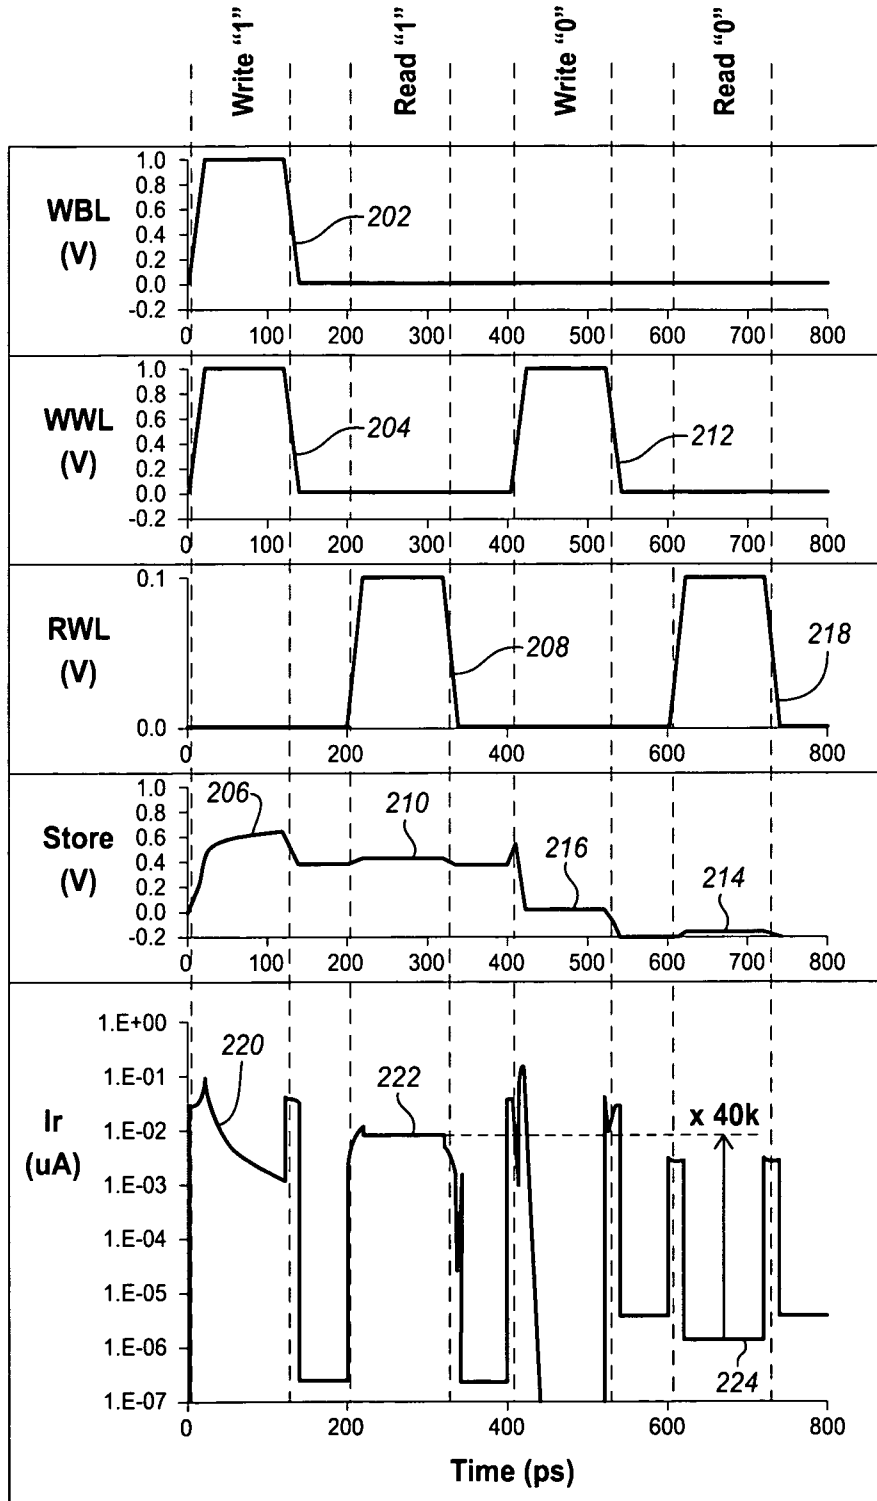 Write “1”
Read “1”
Write “0”
Read “0”
WBL
(V)
1.0
0.8
0.6
0.4
0.2
0.0
-0.2
202
0 100 200 300 400 500 600 700 800
WWL
(V)
1.0
0.8
0.6
0.4
0.2
0.0
-0.2
204
212
0 100 200 300 400 500 600 700 800
RWL
(V)
0.1
0.0
208
218
0 200 400 600 800
Store
(V)
1.0
0.8
0.6
0.4
0.2
0.0
-0.2
206
210
216
214
0 100 200 300 400 500 600 700 800
Ir
(uA)
1.E+00
1.E-01
1.E-02
1.E-03
1.E-04
1.E-05
1.E-06
1.E-07
220
222
x 40k
224
0 200 400 600 800
Time (ps)